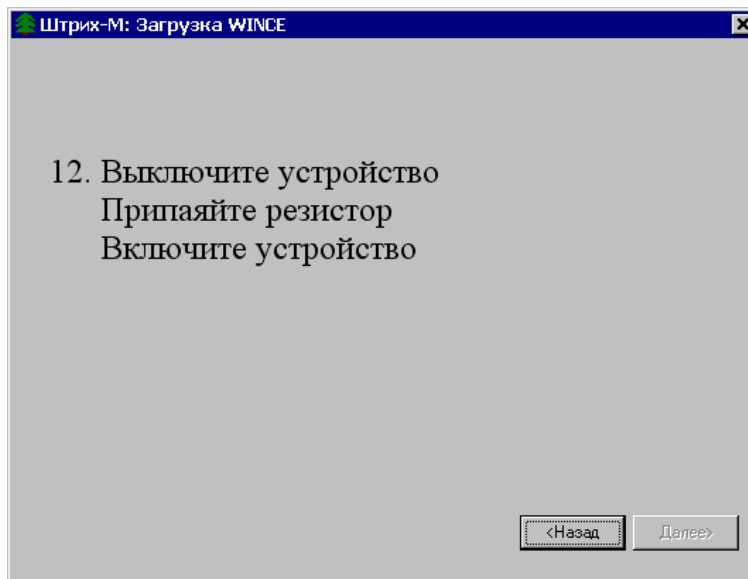 Штрих-М: Загрузка WINCE
12. Выключите устройство
Припаяйте резистор
Включите устройство
<Назад
Далее>